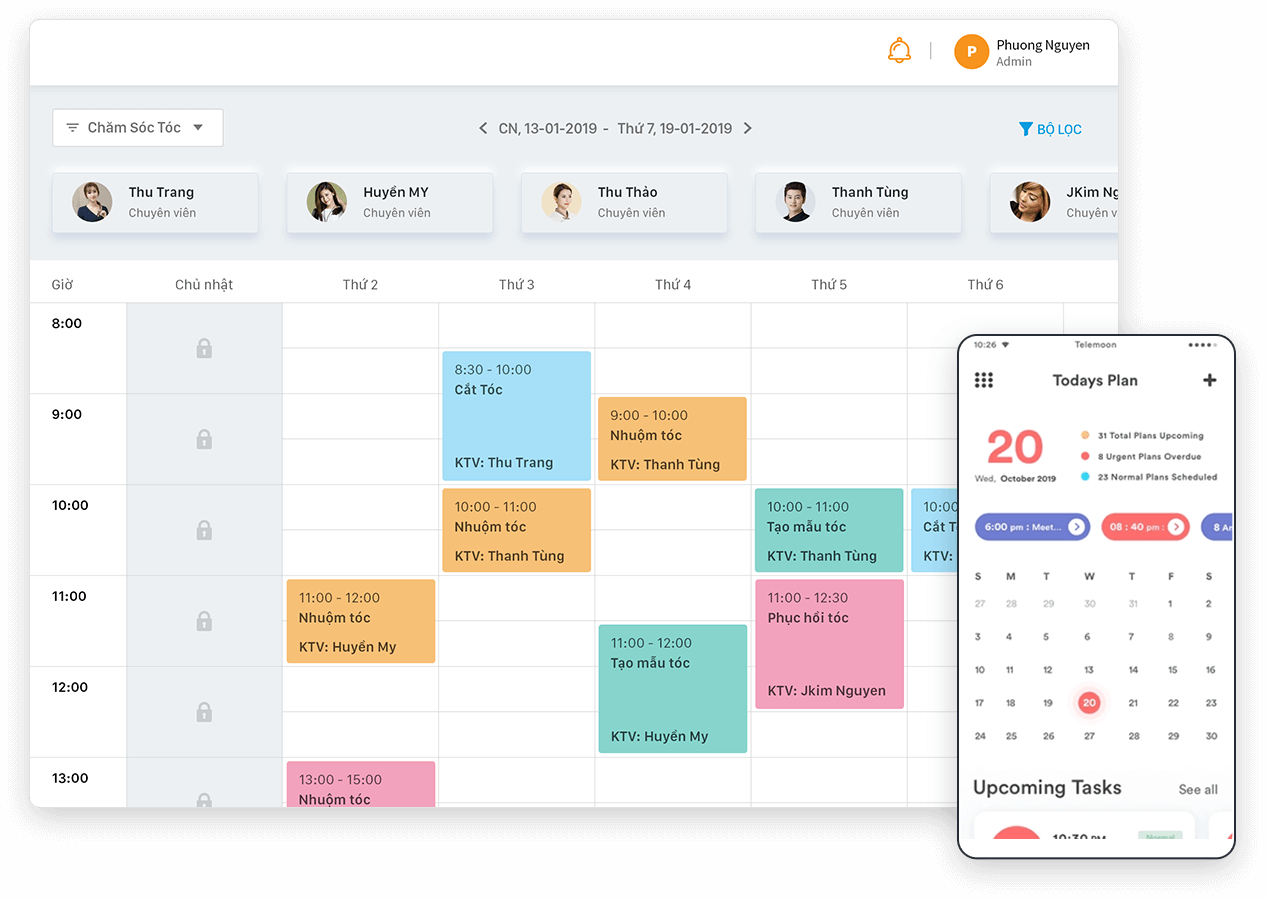 P
Phuong Nguyen
Admin
Chăm Sóc Tóc
CN, 13-01-2019 - Thứ 7, 19-01-2019
BỘ LỌC
Thu Trang
Chuyên viên
Huyền MY
Chuyên viên
Thu Thảo
Chuyên viên
Thanh Tùng
Chuyên viên
JKim Ng
Chuyên v
Giờ Chủ nhật Thứ 2 Thứ 3 Thứ 4 Thứ 5 Thứ 6
8:00
8:30 - 10:00
Cắt Tóc
KTV: Thu Trang
9:00
9:00 - 10:00
Nhuộm tóc
KTV: Thanh Tùng
10:00
10:00 - 11:00
Nhuộm tóc
KTV: Thanh Tùng
10:00 - 11:00
Tạo mẫu tóc
KTV: Thanh Tùng
10:00
Cắt T
KTV:
11:00
11:00 - 12:00
Nhuộm tóc
KTV: Huyền My
11:00 - 12:00
Tạo mẫu tóc
KTV: Huyền My
11:00 - 12:30
Phục hồi tóc
KTV: Jkim Nguyen
12:00
13:00
13:00 - 15:00
Nhuộm tóc
10:26 Telemoon
Todays Plan
20
Wed, October 2019
31 Total Plans Upcoming
8 Urgent Plans Overdue
23 Normal Plans Scheduled
6:00 pm : Meet...
08 : 40 pm :
8 Ar
S M T W T F S
27 28 29 30 31 1 2
3 4 5 6 7 8 9
10 11 12 13 14 15 16
17 18 19 20 21 22 23
24 25 26 27 28 29 30
Upcoming Tasks See all
10:30 PM Normal